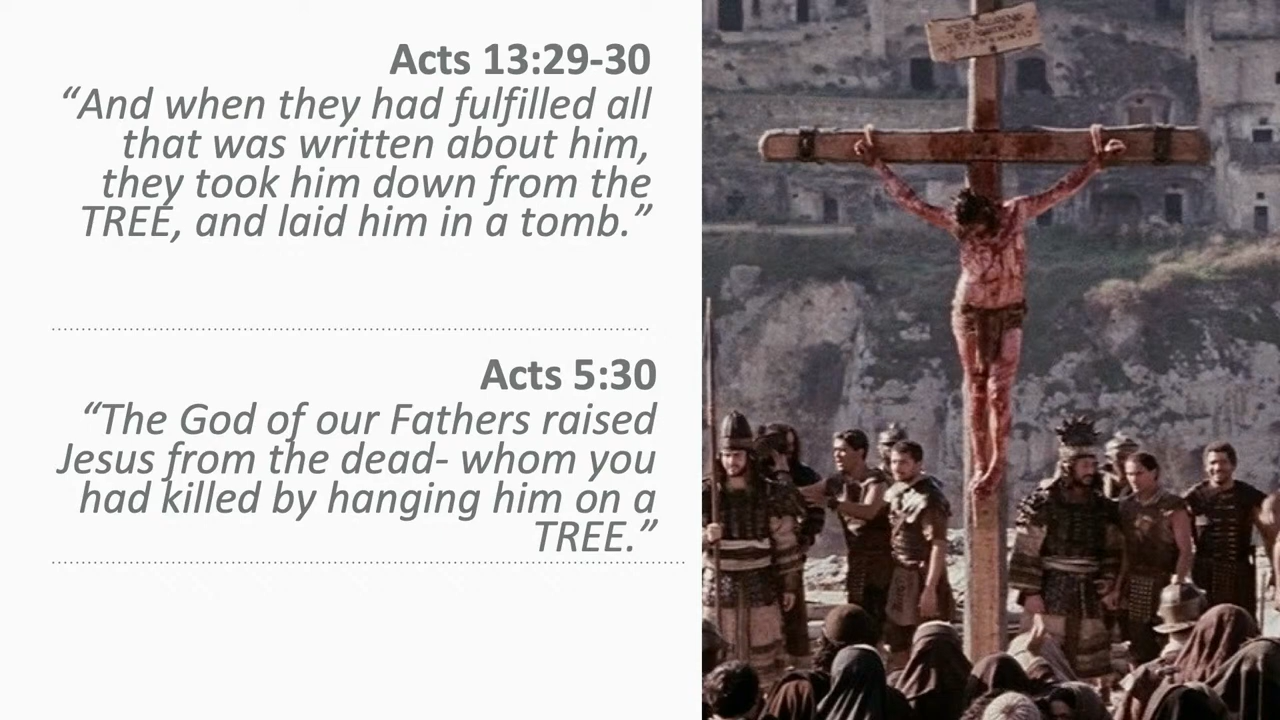 Acts 13:29-30
“And when they had fulfilled all
that was written about him,
they took him down from the
TREE, and laid him in a tomb.”
Acts 5:30
“The God of our Fathers raised
Jesus from the dead- whom you
had killed by hanging him on a
TREE.”